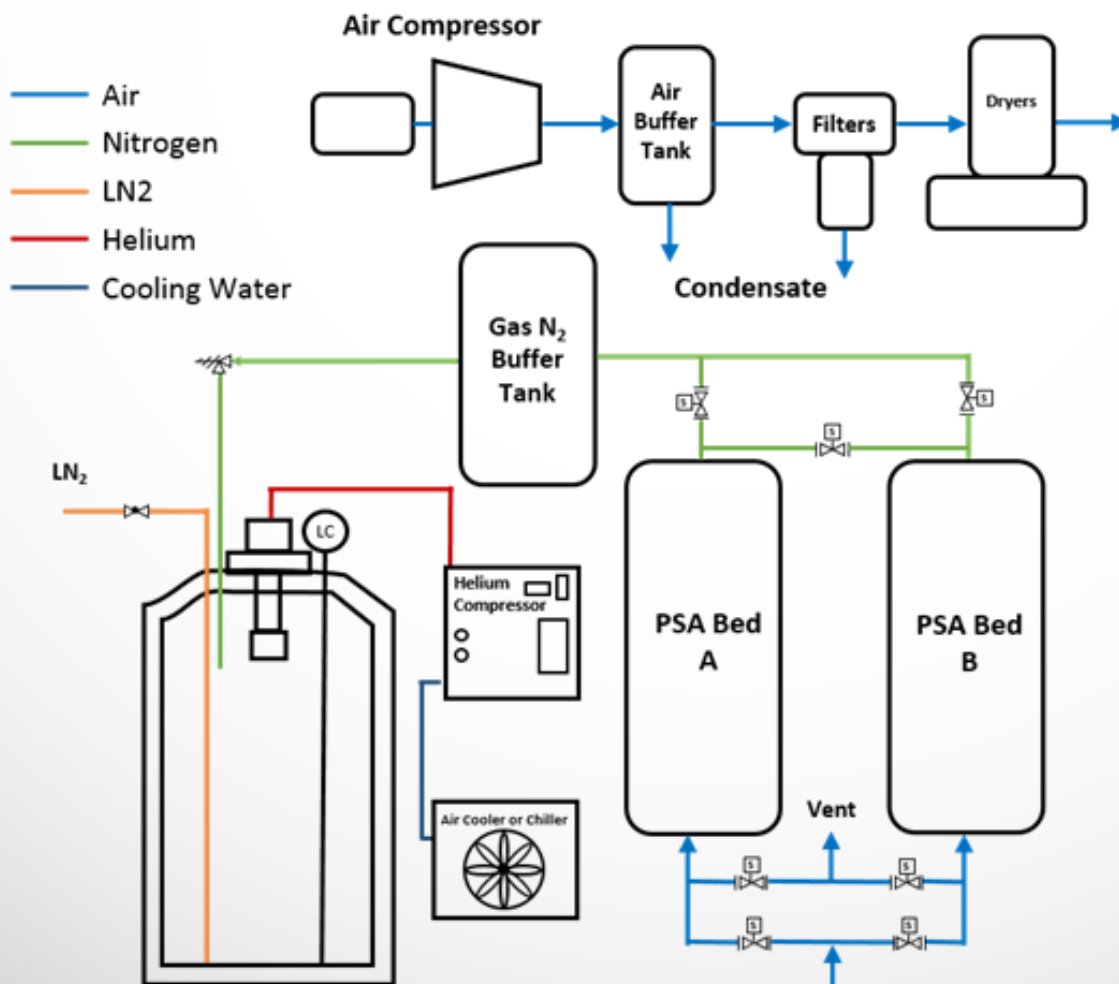 Air Compressor
Air
Nitrogen
LN2
Helium
Cooling Water
Air
Buffer
Tank
Filters
Dryers
Condensate
Gas N₂
Buffer
Tank
S
S
S
LN₂
LC
Helium
Compressor
PSA Bed
A
PSA Bed
B
Air Cooler or Chiller
Vent
S
S
S
S